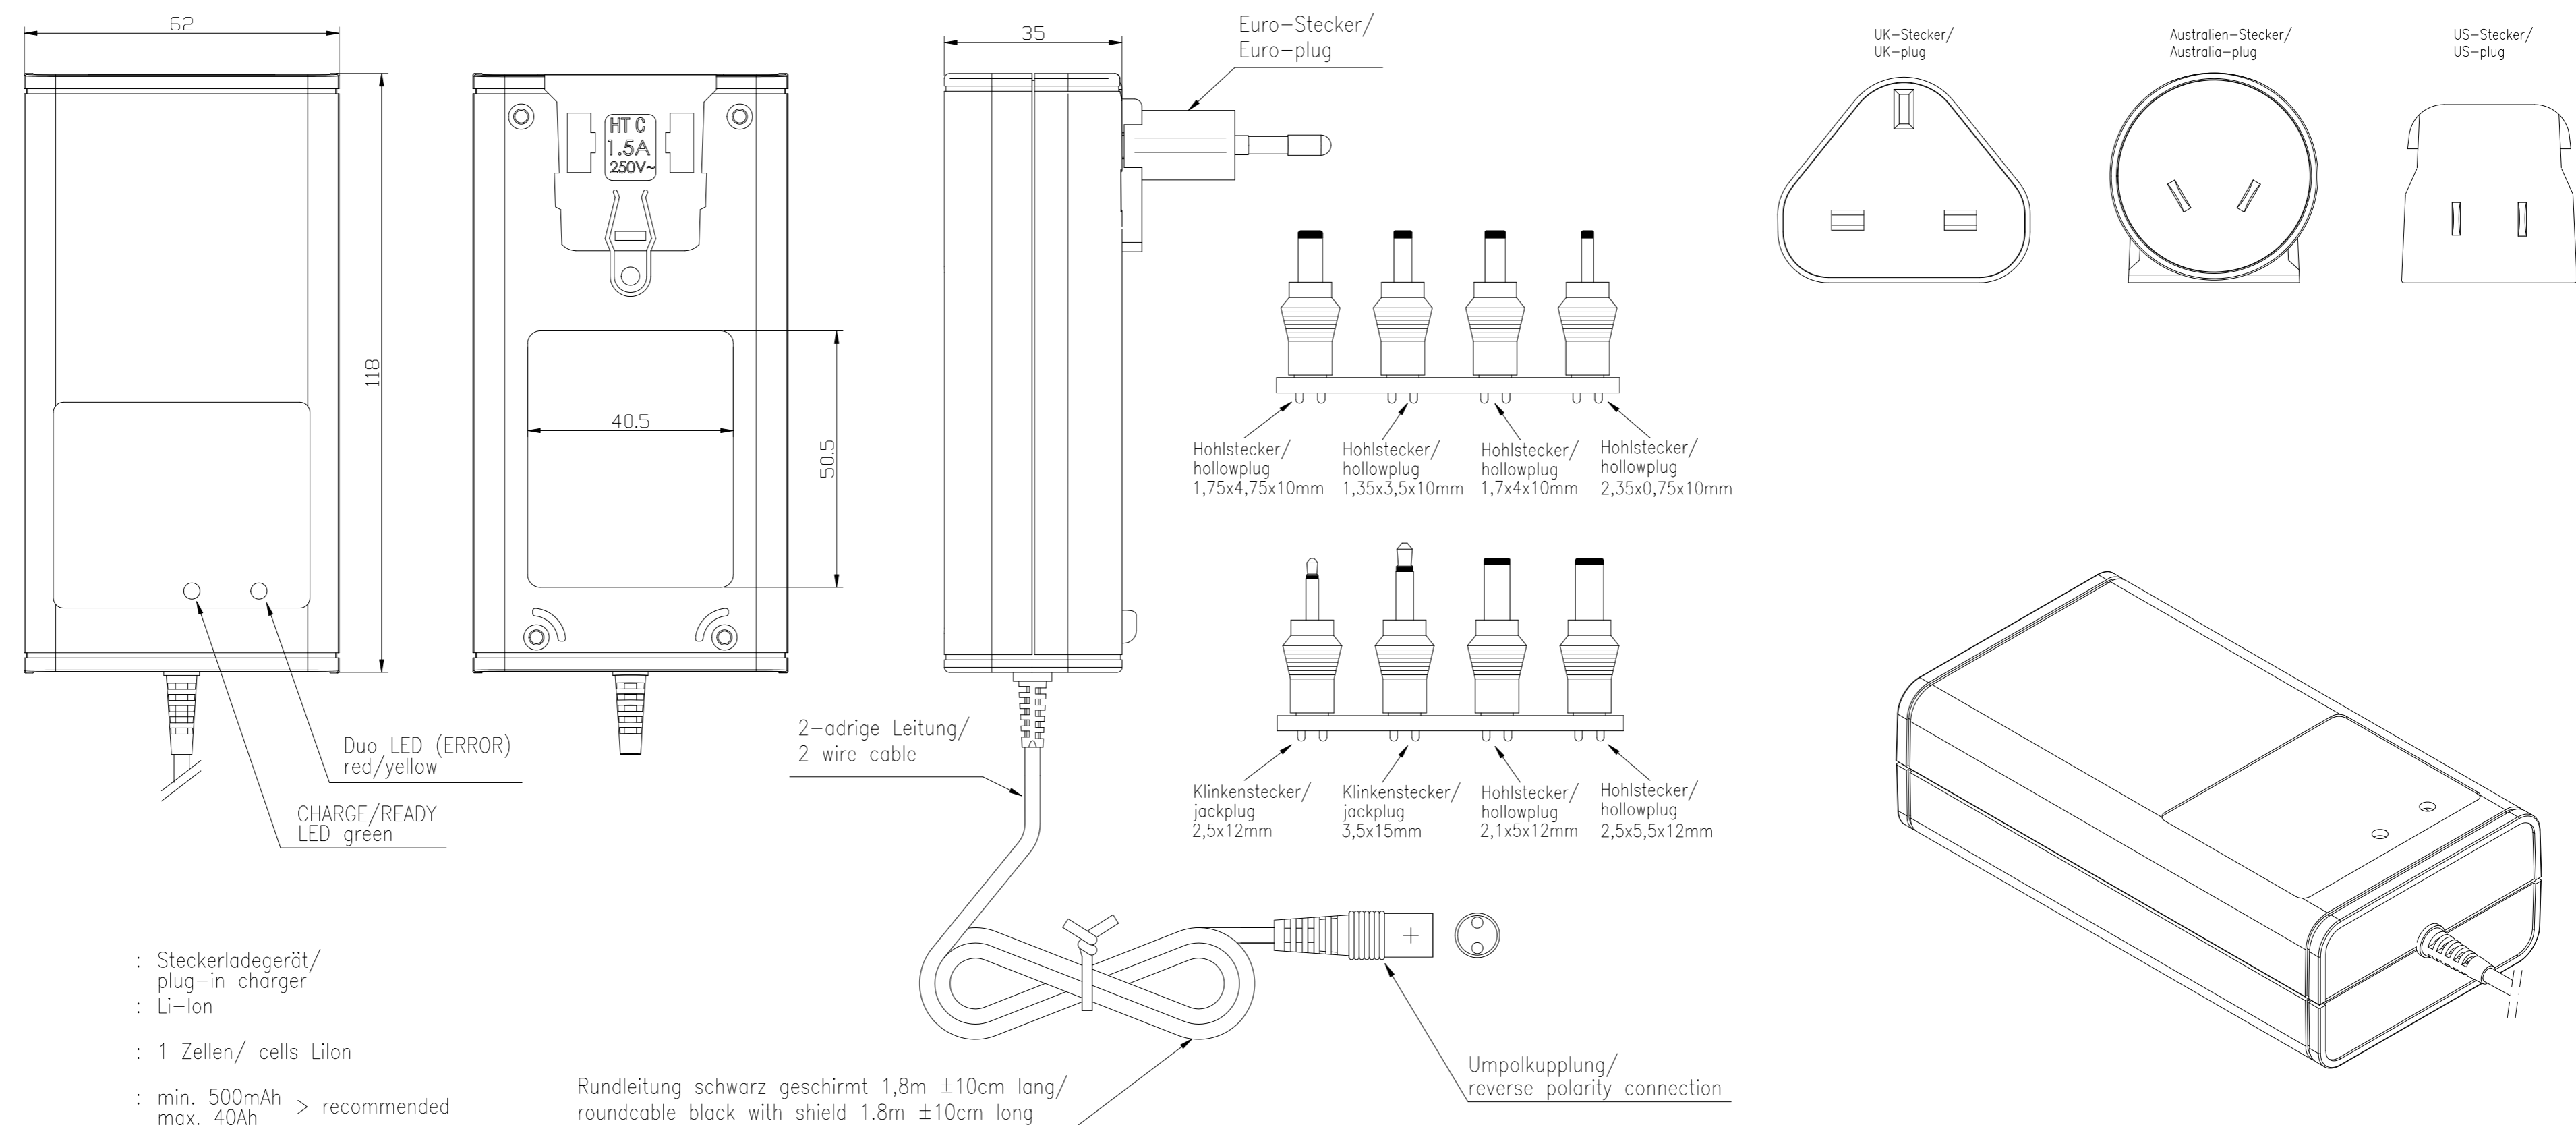 62
118
HT C
1.5A
250V~
40.5
50.5
35
Euro-Stecker/
Euro-plug
UK-Stecker/
UK-plug
Australien-Stecker/
Australia-plug
US-Stecker/
US-plug
Hohlstecker/
hollowplug
1,75x4,75x10mm
Hohlstecker/
hollowplug
1,35x3,5x10mm
Hohlstecker/
hollowplug
1,7x4x10mm
Hohlstecker/
hollowplug
2,35x0,75x10mm
Klinkenstecker/
jackplug
2,5x12mm
Klinkenstecker/
jackplug
3,5x15mm
Hohlstecker/
hollowplug
2,1x5x12mm
Hohlstecker/
hollowplug
2,5x5,5x12mm
Duo LED (ERROR)
red/yellow
CHARGE/READY
LED green
2-adrige Leitung/
2 wire cable
+
Umpolkupplung/
reverse polarity connection
Rundleitung schwarz geschirmt 1,8m ±10cm lang/
roundcable black with shield 1.8m ±10cm long
: Steckerladegerät/
plug-in charger
: Li-Ion
: 1 Zellen/ cells LiIon
: min. 500mAh
max. 40Ah > recommended